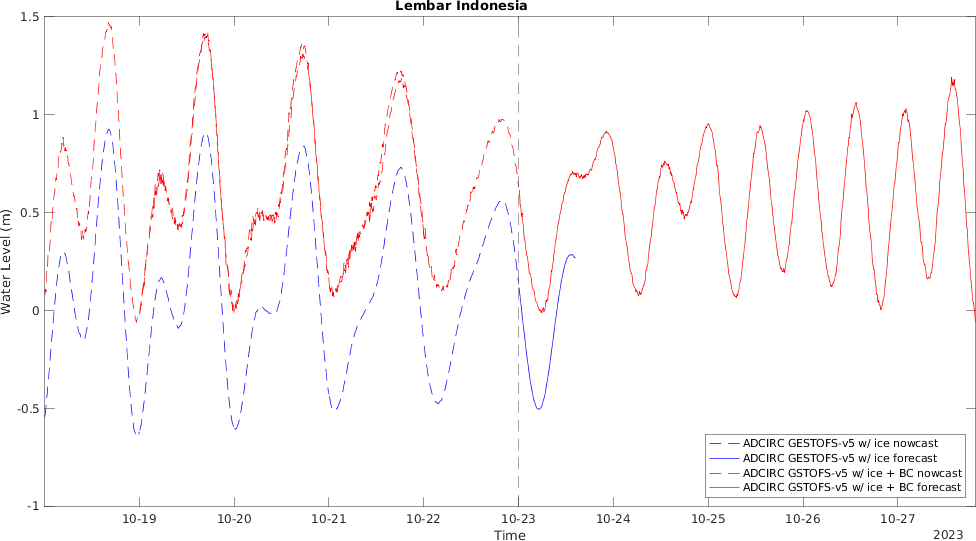 Lembar Indonesia
1.5
1
0.5
0
-0.5
-1
Water Level (m)
10-19 10-20 10-21 10-22 10-23 10-24 10-25 10-26 10-27
Time
2023
ADCIRC GESTOFS-v5 w/ ice nowcast
ADCIRC GESTOFS-v5 w/ ice forecast
ADCIRC GSTOFS-v5 w/ ice + BC nowcast
ADCIRC GSTOFS-v5 w/ ice + BC forecast